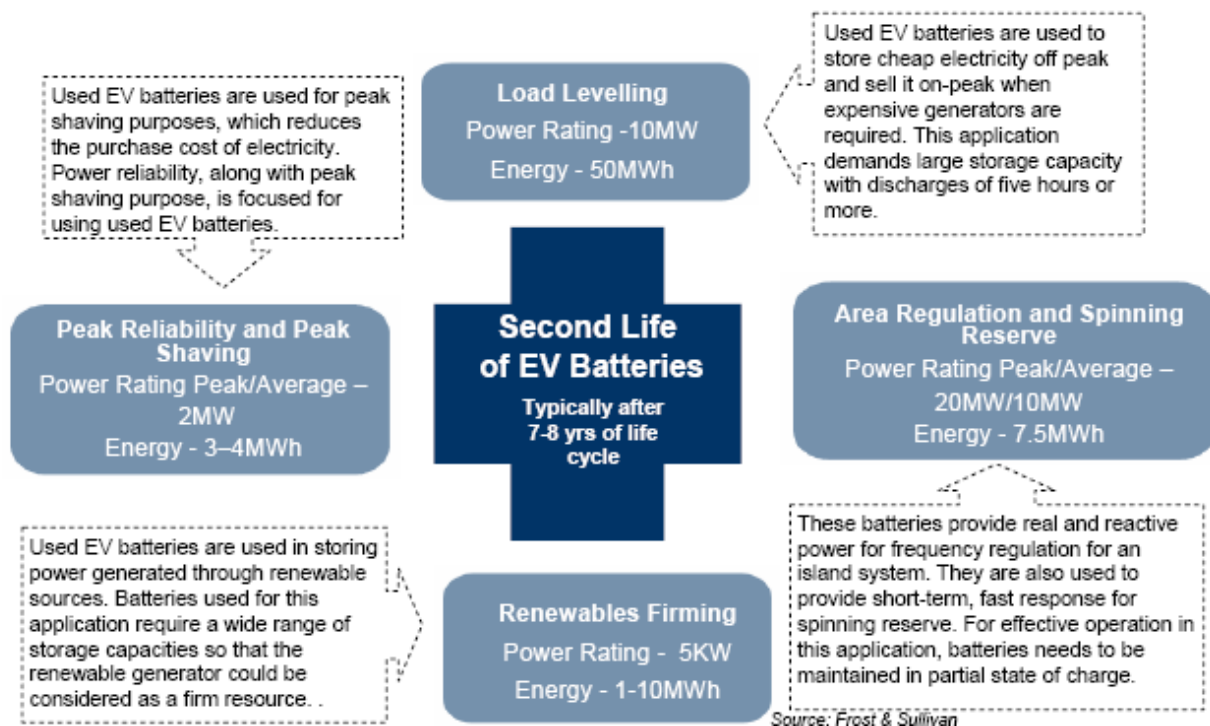 Used EV batteries are used to
store cheap electricity off peak
and sell it on-peak when
expensive generators are
required. This application
demands large storage capacity
with discharges of five hours or
more.
Load Levelling
Power Rating -10MW
Energy - 50MWh
Used EV batteries are used for peak
shaving purposes, which reduces
the purchase cost of electricity.
Power reliability, along with peak
shaving purpose, is focused for
using used EV batteries.
Peak Reliability and Peak
Shaving
Power Rating Peak/Average –
2MW
Energy - 3–4MWh
Second Life
of EV Batteries
Typically after
7-8 yrs of life
cycle
Area Regulation and Spinning
Reserve
Power Rating Peak/Average –
20MW/10MW
Energy - 7.5MWh
Used EV batteries are used in storing
power generated through renewable
sources. Batteries used for this
application require a wide range of
storage capacities so that the
renewable generator could be
considered as a firm resource. .
Renewables Firming
Power Rating - 5KW
Energy - 1-10MWh
These batteries provide real and reactive
power for frequency regulation for an
island system. They are also used to
provide short-term, fast response for
spinning reserve. For effective operation in
this application, batteries needs to be
maintained in partial state of charge.
Source: Frost & Sullivan